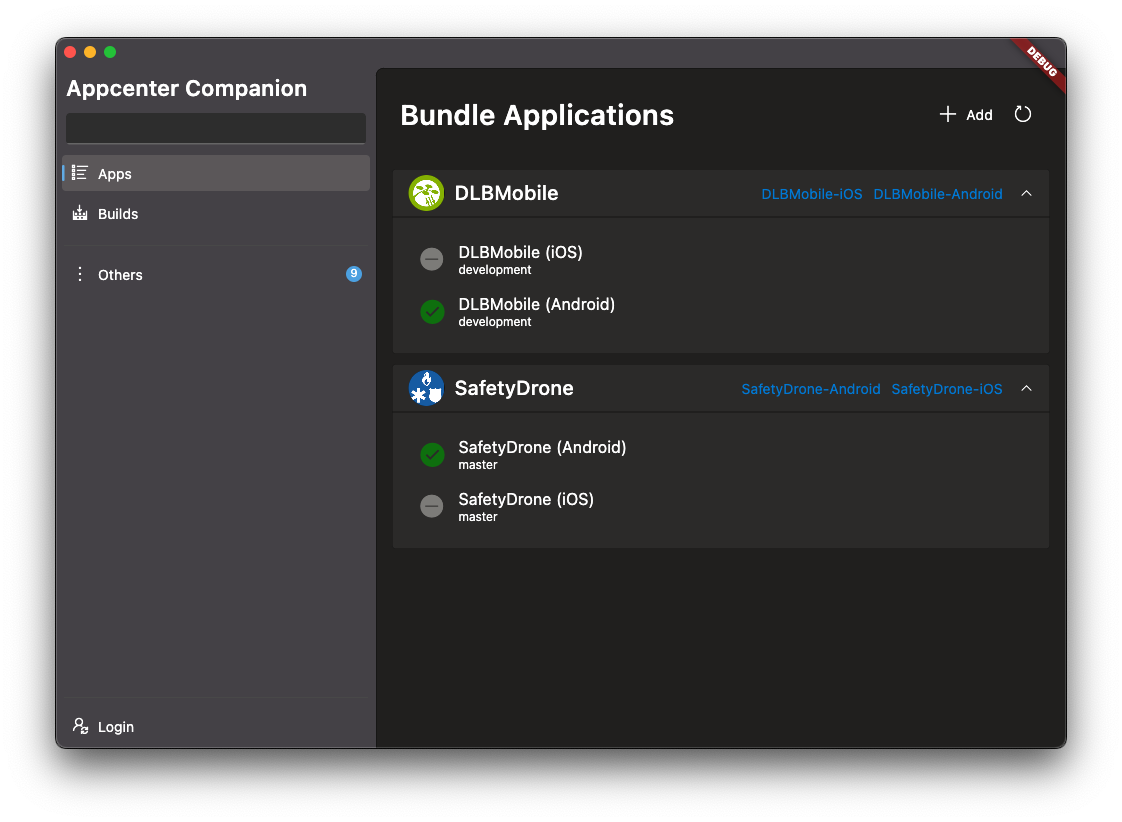 DEBUG
Appcenter Companion
Apps
Builds
Others 9
Login
Bundle Applications
Add
DLBMobile DLBMobile-iOS DLBMobile-Android
DLBMobile (iOS)
development
DLBMobile (Android)
development
SafetyDrone SafetyDrone-Android SafetyDrone-iOS
SafetyDrone (Android)
master
SafetyDrone (iOS)
master